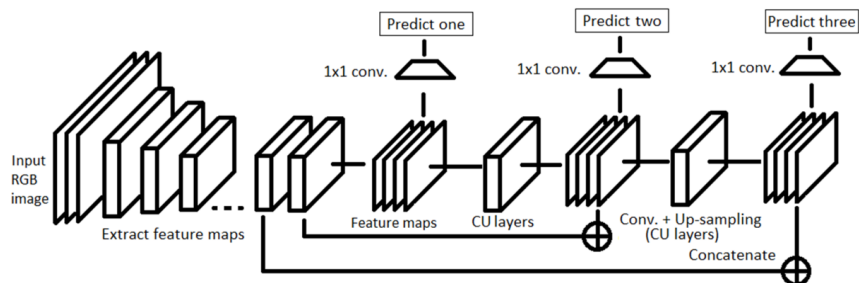 Predict one
Predict two
Predict three
1x1 conv.
1x1 conv.
1x1 conv.
Input
RGB
image
Extract feature maps
Feature maps
CU layers
Conv. + Up-sampling
(CU layers)
Concatenate